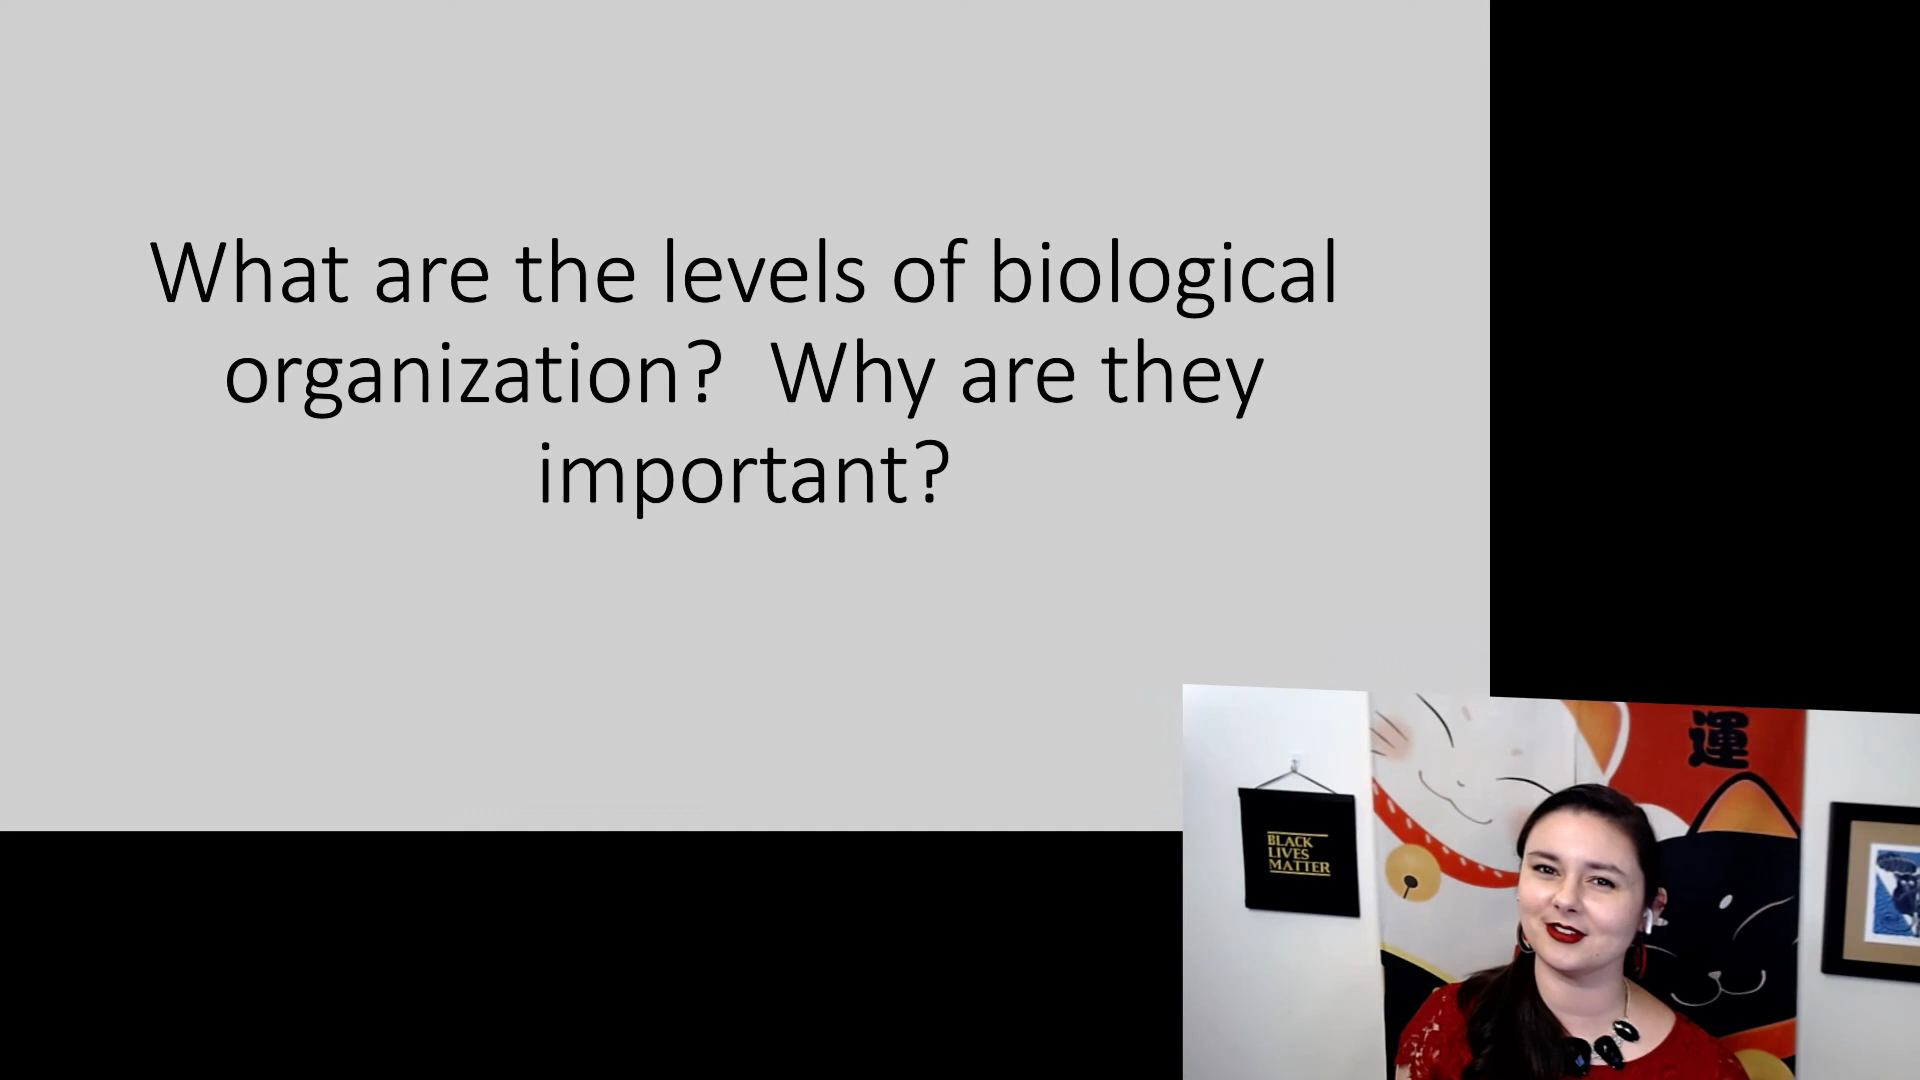 What are the levels of biological
organization?  Why are they
important?
運
BLACK
LIVES
MATTER